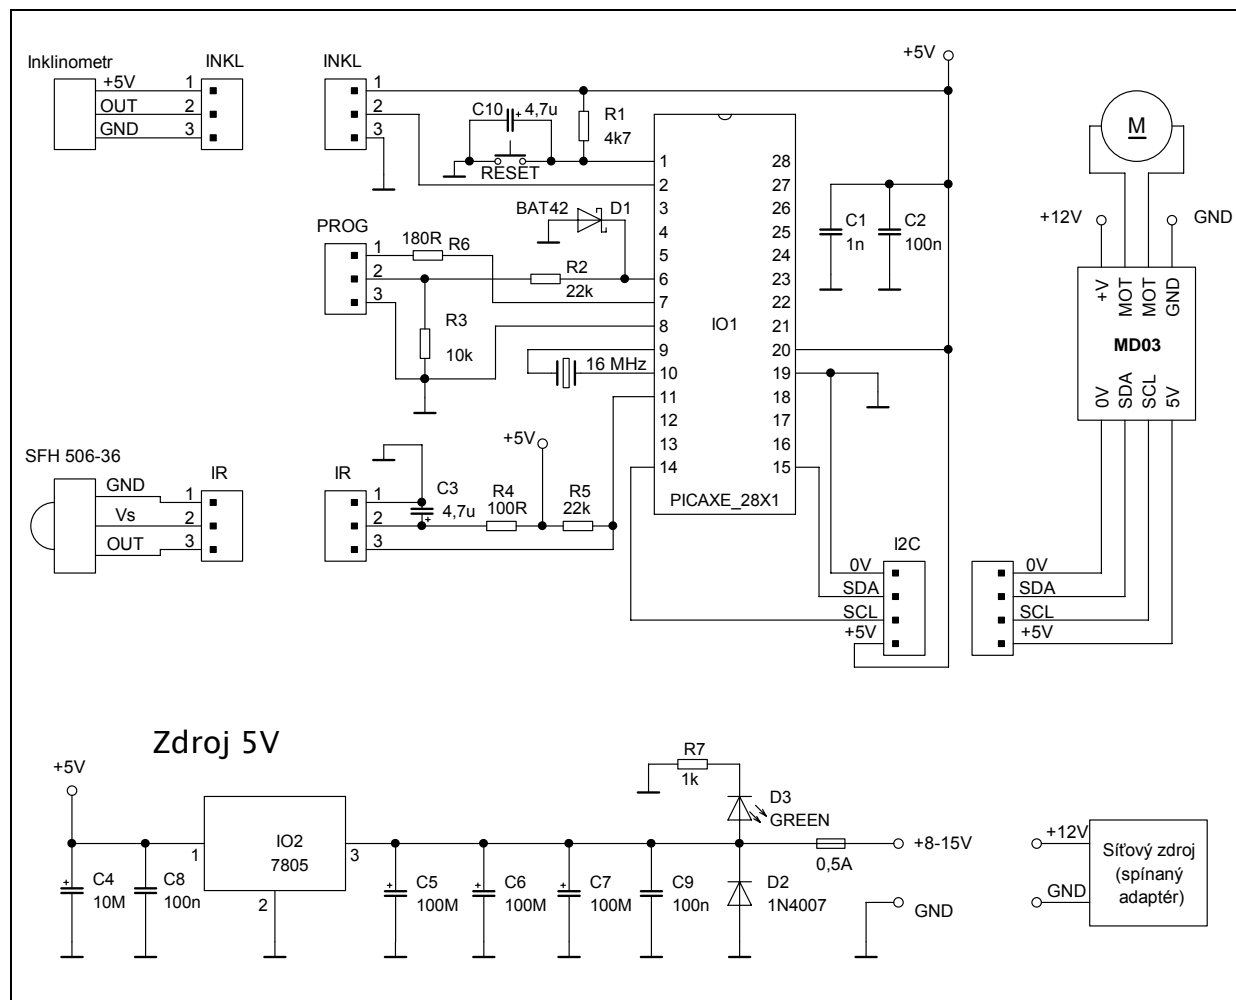 Inklinometr
INKL
+5V
1
OUT
2
GND
3
INKL
1
2
3
C10
+
4,7u
RESET
R1
4k7
+5V
PROG
1
2
3
180R
R6
BAT42
D1
R2
22k
R3
10k
16 MHz
1
2
3
4
5
6
7
8
9
10
11
12
13
14
28
27
26
25
24
23
22
21
20
19
18
17
16
15
IO1
PICAXE_28X1
C1
1n
C2
100n
M
+12V
GND
+V
MOT
MOT
GND
MD03
0V
SDA
SCL
5V
SFH 506-36
IR
GND
1
Vs
2
OUT
3
IR
1
2
3
C3
4,7u
+
+5V
R4
100R
R5
22k
I2C
0V
SDA
SCL
+5V
0V
SDA
SCL
+5V
Zdroj 5V
+5V
+
C4
10M
C8
100n
1
IO2
7805
3
2
+
C5
100M
+
C6
100M
+
C7
100M
C9
100n
R7
1k
D3
GREEN
D2
1N4007
0,5A
+8-15V
GND
+12V
GND
Síťový zdroj
(spínaný
adaptér)